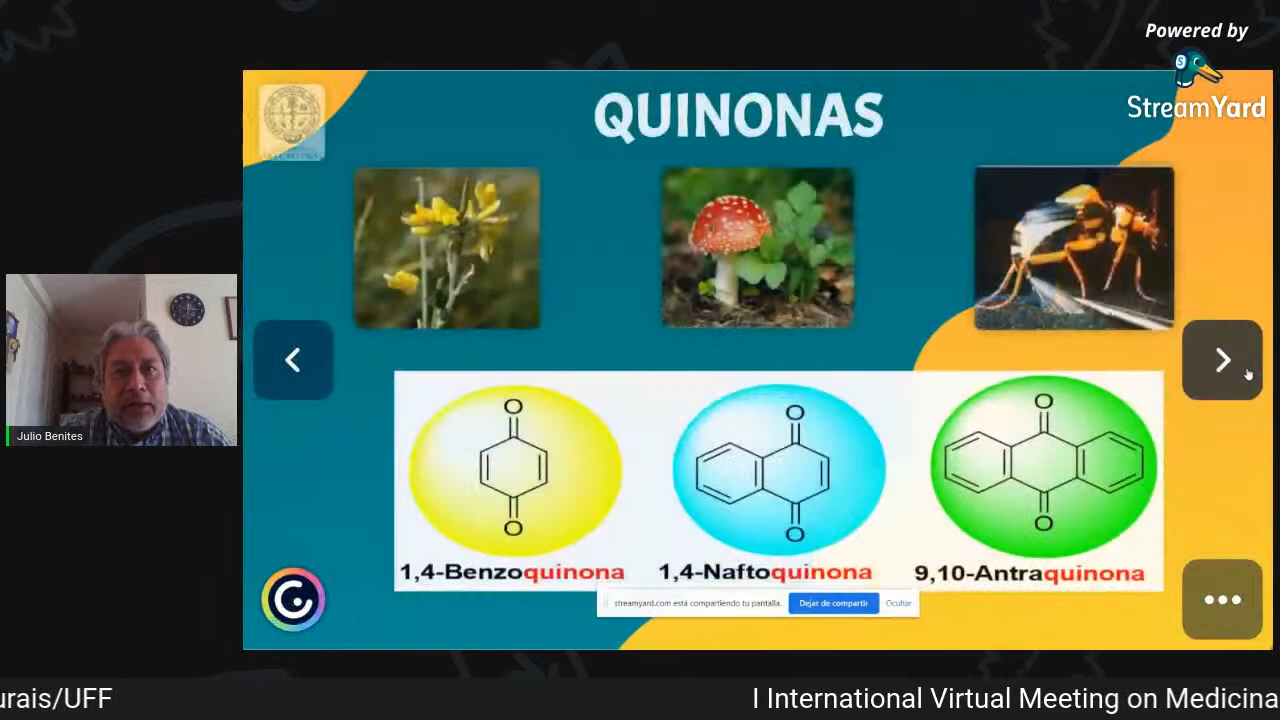 Powered by
StreamYard
QUINONAS
Julio Benites
O
O
O
O
O
O
1,4-Benzoquinona
1,4-Naftoquinona
9,10-Antraquinona
streamyard.com está compartiendo tu pantalla.
Dejar de compartir
Ocultar
urais/UFF
I International Virtual Meeting on Medicina